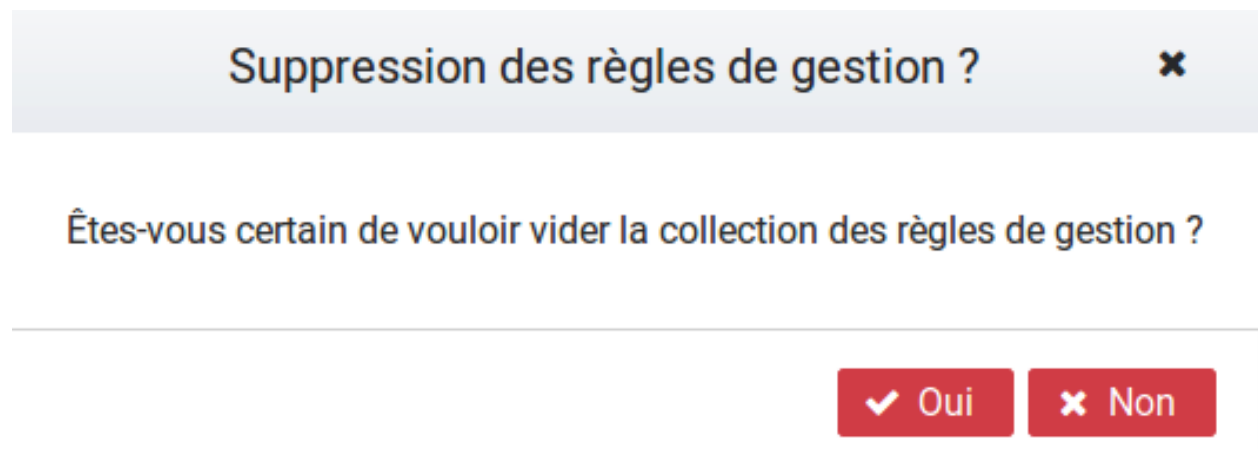 Suppression des règles de gestion ?
Êtes-vous certain de vouloir vider la collection des règles de gestion ?
Oui Non